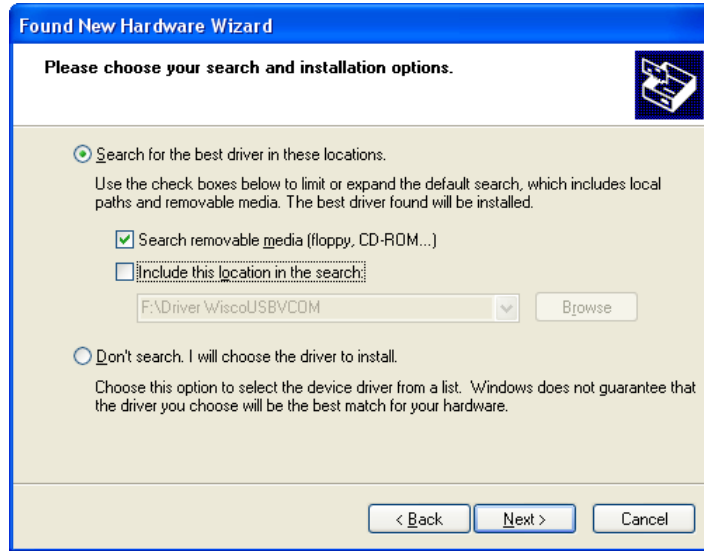 Found New Hardware Wizard
Please choose your search and installation options.
Search for the best driver in these locations.
Use the check boxes below to limit or expand the default search, which includes local
paths and removable media. The best driver found will be installed.
Search removable media (floppy, CD-ROM...)
Include this location in the search:
F:\Driver WiscoUSBVCOM
Browse
Don't search. I will choose the driver to install.
Choose this option to select the device driver from a list. Windows does not guarantee that
the driver you choose will be the best match for your hardware.
< Back Next > Cancel